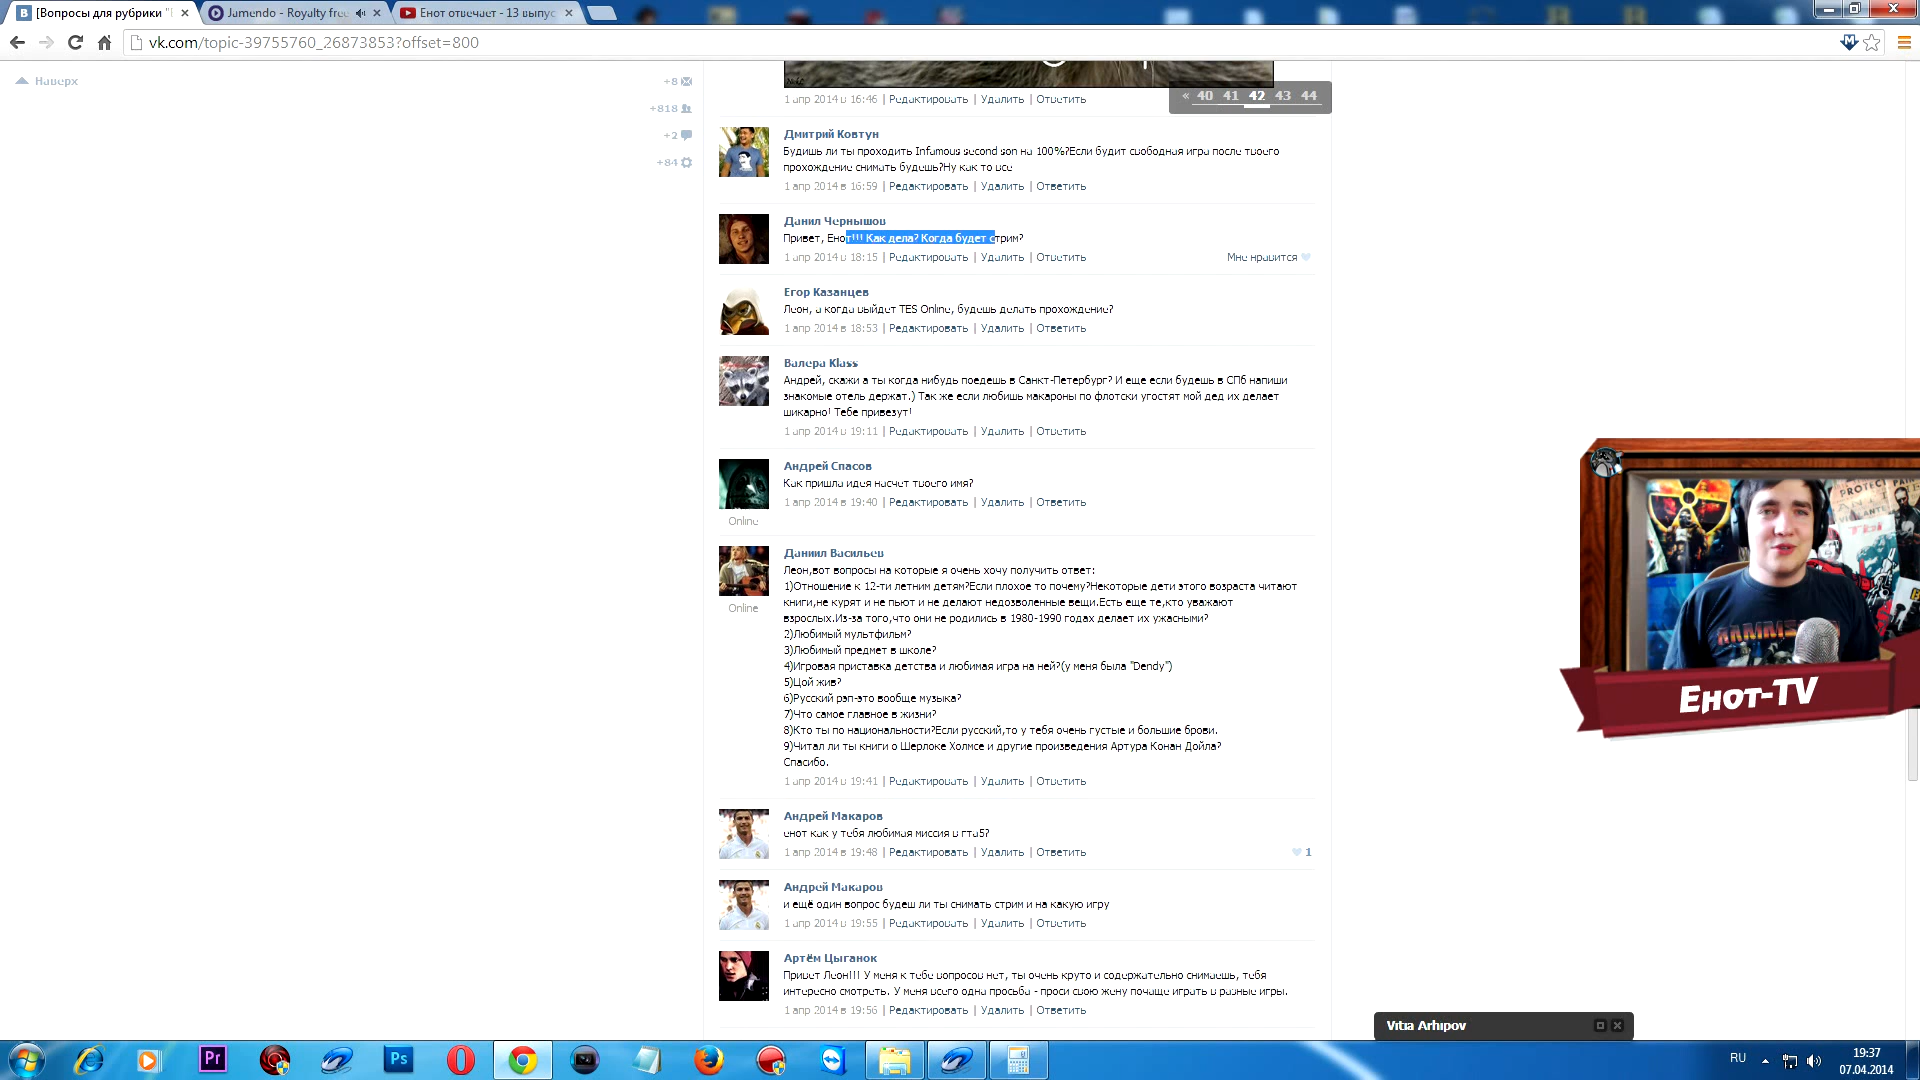 [Вопросы для рубрики "
Jamendo - Royalty free
Енот отвечает - 13 выпус
vk.com/topic-39755760_26873853?offset=800
Наверх
+8
+818
+2
+84
« 40 41 42 43 44
1 апр 2014 в 16:46 | Редактировать | Удалить | Ответить
Дмитрий Ковтун
Будишь ли ты проходить Infamous second son на 100%?Если будит свободная игра после твоего
прохождение снимать будешь?Ну как то все
1 апр 2014 в 16:59 | Редактировать | Удалить | Ответить
Данил Чернышов
Привет, Енот!!! Как дела? Когда будет стрим?
1 апр 2014 в 18:15 | Редактировать | Удалить | Ответить
Мне нравится
Егор Казанцев
Леон, а когда выйдет TES Online, будешь делать прохождение?
1 апр 2014 в 18:53 | Редактировать | Удалить | Ответить
Валера Klass
Андрей, скажи а ты когда нибудь поедешь в Санкт-Петербург? И еще если будешь в СПб напиши
знакомые отель держат.) Так же если любишь макароны по флотски угостят мой дед их делает
шикарно! Тебе привезут!
1 апр 2014 в 19:11 | Редактировать | Удалить | Ответить
Андрей Спасов
Как пришла идея насчет твоего имя?
1 апр 2014 в 19:40 | Редактировать | Удалить | Ответить
Online
Даниил Васильев
Леон,вот вопросы на которые я очень хочу получить ответ:
1)Отношение к 12-ти летним детям?Если плохое то почему?Некоторые дети этого возраста читают
книги,не курят и не пьют и не делают недозволенные вещи.Есть еще те,кто уважают
взрослых.Из-за того,что они не родились в 1980-1990 годах делает их ужасными?
2)Любимый мультфильм?
3)Любимый предмет в школе?
4)Игровая приставка детства и любимая игра на ней?(у меня была "Dendy")
5)Цой жив?
6)Русский рэп-это вообще музыка?
7)Что самое главное в жизни?
8)Кто ты по национальности?Если русский,то у тебя очень густые и большие брови.
9)Читал ли ты книги о Шерлоке Холмсе и другие произведения Артура Конан Дойла?
Спасибо.
Online
1 апр 2014 в 19:41 | Редактировать | Удалить | Ответить
Андрей Макаров
енот как у тебя любимая миссия в гта5?
1 апр 2014 в 19:48 | Редактировать | Удалить | Ответить
1
Андрей Макаров
и ещё один вопрос будеш ли ты снимать стрим и на какую игру
1 апр 2014 в 19:55 | Редактировать | Удалить | Ответить
Артём Цыганок
Привет Леон!!! У меня к тебе вопросов нет, ты очень круто и содержательно снимаешь, тебя
интересно смотреть. У меня всего одна просьба - проси свою жену почаще играть в разные игры.
1 апр 2014 в 19:56 | Редактировать | Удалить | Ответить
PROTECT
RAMMSTEIN
Енот-TV
Vitia Arhipov
Pr
Ps
RU
19:37
07.04.2014